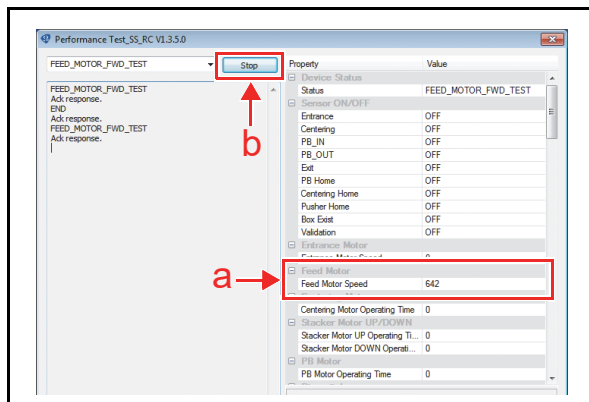 Performance Test_SS_RC V1.3.5.0
FEED_MOTOR_FWD_TEST
Stop
FEED_MOTOR_FWD_TEST
Ack response.
END
Ack response.
FEED_MOTOR_FWD_TEST
Ack response.
b
a
Property Value
Device Status
Status FEED_MOTOR_FWD_TEST
Sensor ON/OFF
Entrance OFF
Centering OFF
PB_IN OFF
PB_OUT OFF
Exit OFF
PB Home OFF
Centering Home OFF
Pusher Home OFF
Box Exist OFF
Validation OFF
Entrance Motor
Entrance Motor Speed 0
Feed Motor
Feed Motor Speed 642
Centering Motor Operating Time 0
Stacker Motor UP/DOWN
Stacker Motor UP Operating Ti... 0
Stacker Motor DOWN Operati... 0
PB Motor
PB Motor Operating Time 0